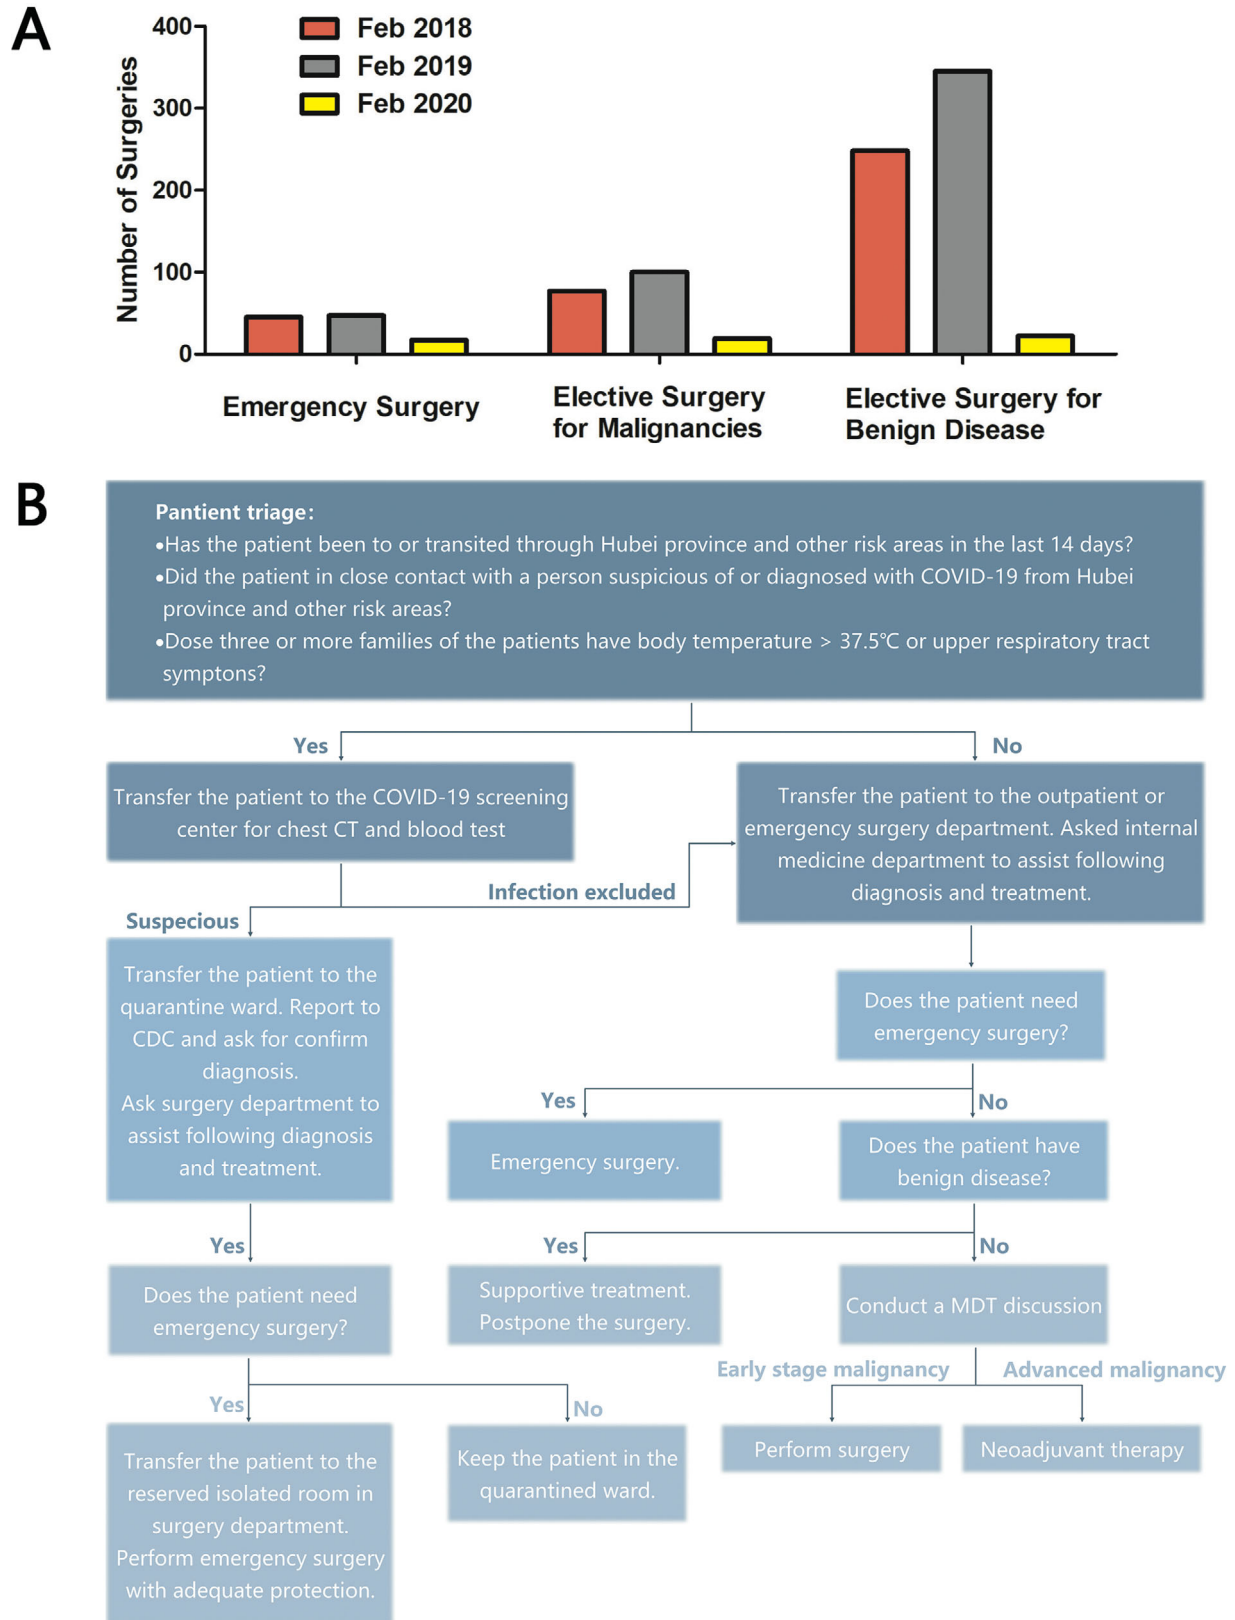 A
400
300
200
100
0
Number of Surgeries
Feb 2018
Feb 2019
Feb 2020
Emergency Surgery
Elective Surgery
for Malignancies
Elective Surgery for
Benign Disease
B
Pantient triage:
•Has the patient been to or transited through Hubei province and other risk areas in the last 14 days?
•Did the patient in close contact with a person suspicious of or diagnosed with COVID-19 from Hubei
province and other risk areas?
•Dose three or more families of the patients have body temperature > 37.5℃ or upper respiratory tract
symptons?
Yes
No
Transfer the patient to the COVID-19 screening
center for chest CT and blood test
Transfer the patient to the outpatient or
emergency surgery department. Asked internal
medicine department to assist following
diagnosis and treatment.
Infection excluded
Suspecious
Transfer the patient to the
quarantine ward. Report to
CDC and ask for confirm
diagnosis.
Ask surgery department to
assist following diagnosis
and treatment.
Does the patient need
emergency surgery?
Yes
No
Emergency surgery.
Does the patient have
benign disease?
Yes
Yes
No
Does the patient need
emergency surgery?
Supportive treatment.
Postpone the surgery.
Conduct a MDT discussion
Early stage malignancy
Advanced malignancy
Yes
No
Transfer the patient to the
reserved isolated room in
surgery department.
Perform emergency surgery
with adequate protection.
Keep the patient in the
quarantined ward.
Perform surgery
Neoadjuvant therapy